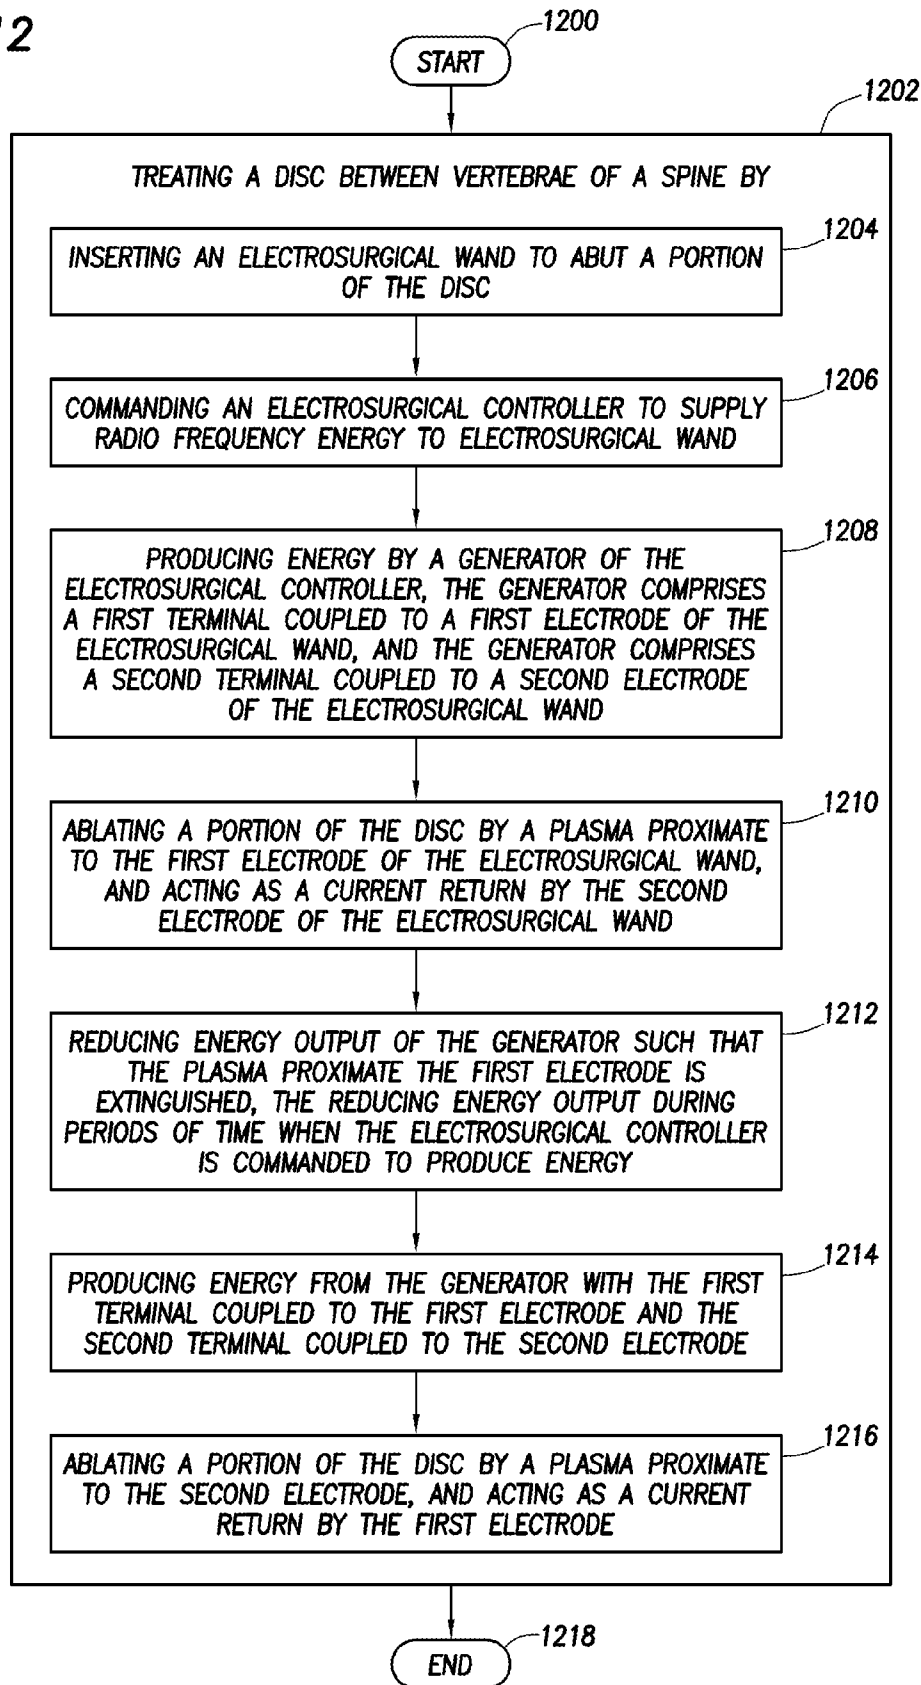 12
1200
START
1202
TREATING A DISC BETWEEN VERTEBRAE OF A SPINE BY
1204
INSERTING AN ELECTROSURGICAL WAND TO ABUT A PORTION
OF THE DISC
1206
COMMANDING AN ELECTROSURGICAL CONTROLLER TO SUPPLY
RADIO FREQUENCY ENERGY TO ELECTROSURGICAL WAND
1208
PRODUCING ENERGY BY A GENERATOR OF THE
ELECTROSURGICAL CONTROLLER, THE GENERATOR COMPRISES
A FIRST TERMINAL COUPLED TO A FIRST ELECTRODE OF THE
ELECTROSURGICAL WAND, AND THE GENERATOR COMPRISES
A SECOND TERMINAL COUPLED TO A SECOND ELECTRODE
OF THE ELECTROSURGICAL WAND
1210
ABLATING A PORTION OF THE DISC BY A PLASMA PROXIMATE
TO THE FIRST ELECTRODE OF THE ELECTROSURGICAL WAND,
AND ACTING AS A CURRENT RETURN BY THE SECOND
ELECTRODE OF THE ELECTROSURGICAL WAND
1212
REDUCING ENERGY OUTPUT OF THE GENERATOR SUCH THAT
THE PLASMA PROXIMATE THE FIRST ELECTRODE IS
EXTINGUISHED, THE REDUCING ENERGY OUTPUT DURING
PERIODS OF TIME WHEN THE ELECTROSURGICAL CONTROLLER
IS COMMANDED TO PRODUCE ENERGY
1214
PRODUCING ENERGY FROM THE GENERATOR WITH THE FIRST
TERMINAL COUPLED TO THE FIRST ELECTRODE AND THE
SECOND TERMINAL COUPLED TO THE SECOND ELECTRODE
1216
ABLATING A PORTION OF THE DISC BY A PLASMA PROXIMATE
TO THE SECOND ELECTRODE, AND ACTING AS A CURRENT
RETURN BY THE FIRST ELECTRODE
1218
END